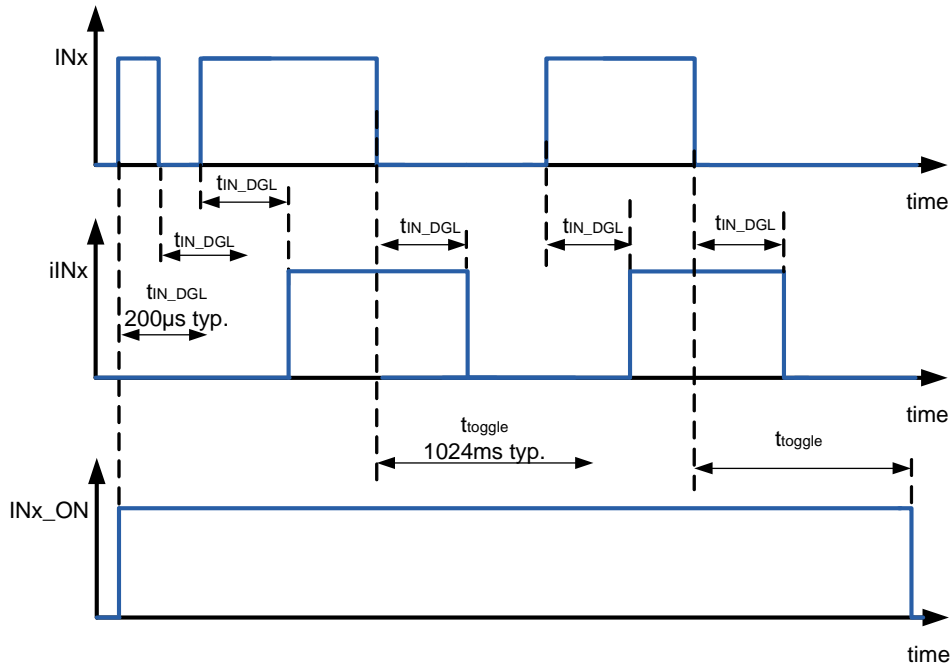 INx
time
tIN_DGL
tIN_DGL
tIN_DGL
tIN_DGL
tIN_DGL
iINx
tIN_DGL
200µs typ.
time
ttoggle
1024ms typ.
ttoggle
INx_ON
time